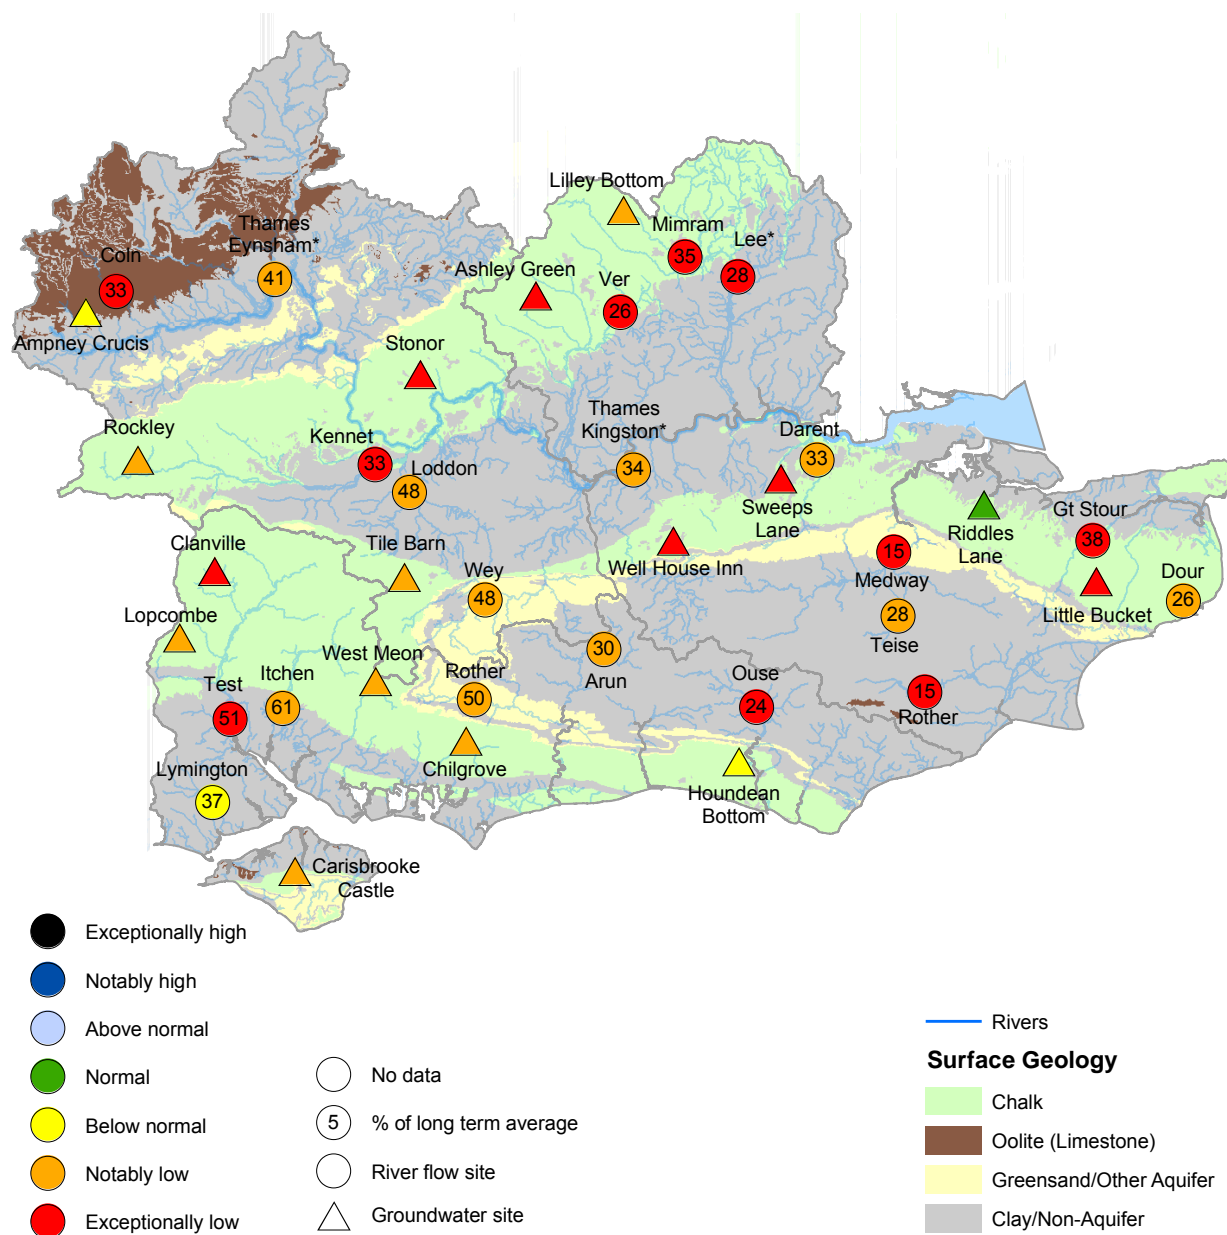 Lilley Bottom
Thames
Eynsham*
41
Mimram
35
Lee*
28
Coln
33
Ashley Green
Ver
26
Ampney Crucis
Stonor
Thames
Kingston*
34
Darent
33
Rockley
Kennet
33
Loddon
48
Sweeps
Lane
Riddles
Lane
Gt Stour
38
Clanville
Tile Barn
Wey
48
Well House Inn
15
Medway
Little Bucket
Dour
26
Lopcombe
28
Teise
West Meon
30
Arun
Test
51
Itchen
61
Rother
50
Ouse
24
15
Rother
Lymington
37
Chilgrove
Houndean
Bottom
Carisbrooke
Castle
Exceptionally high
Notably high
Above normal
Normal
Below normal
Notably low
Exceptionally low
No data
5 % of long term average
River flow site
Groundwater site
Rivers
Surface Geology
Chalk
Oolite (Limestone)
Greensand/Other Aquifer
Clay/Non-Aquifer